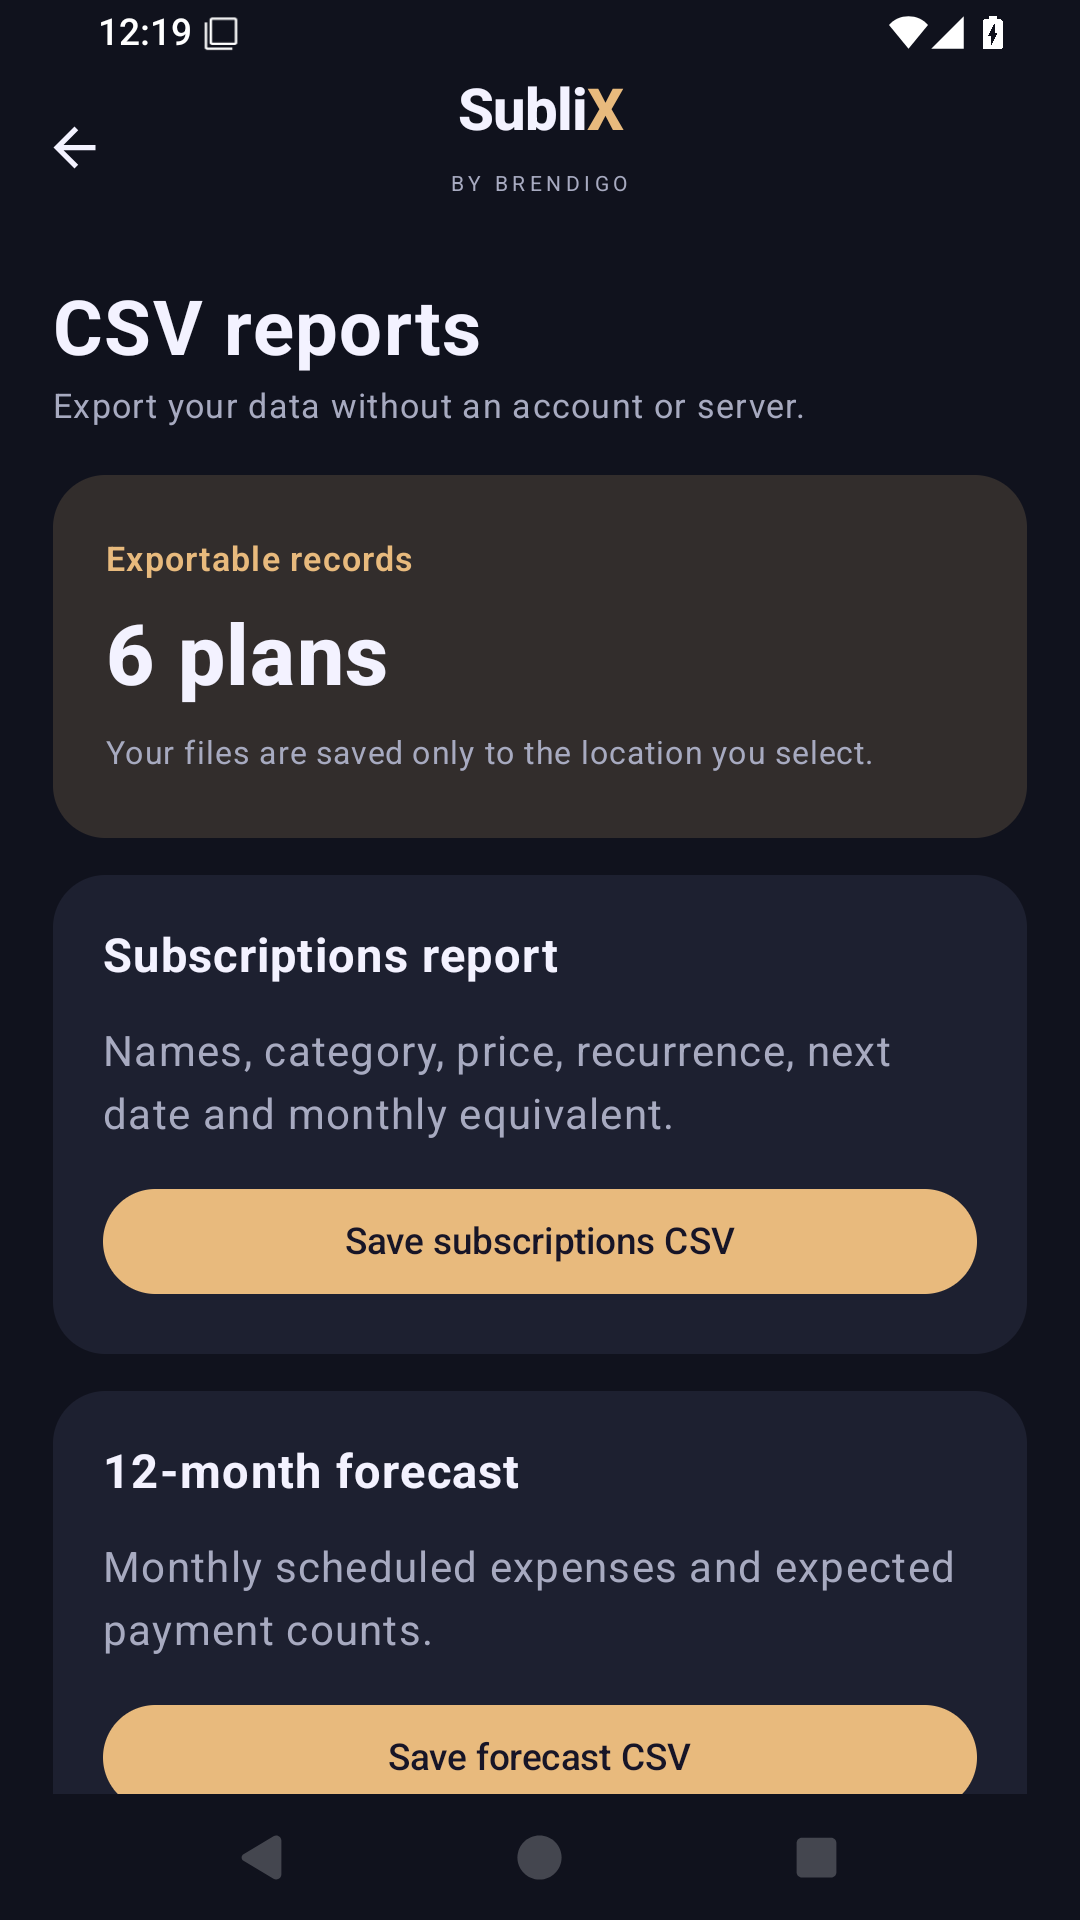 12:19
SubliX
BY BRENDIGO
CSV reports
Export your data without an account or server.
Exportable records
6 plans
Your files are saved only to the location you select.
Subscriptions report
Names, category, price, recurrence, next
date and monthly equivalent.
Save subscriptions CSV
12-month forecast
Monthly scheduled expenses and expected
payment counts.
Save forecast CSV